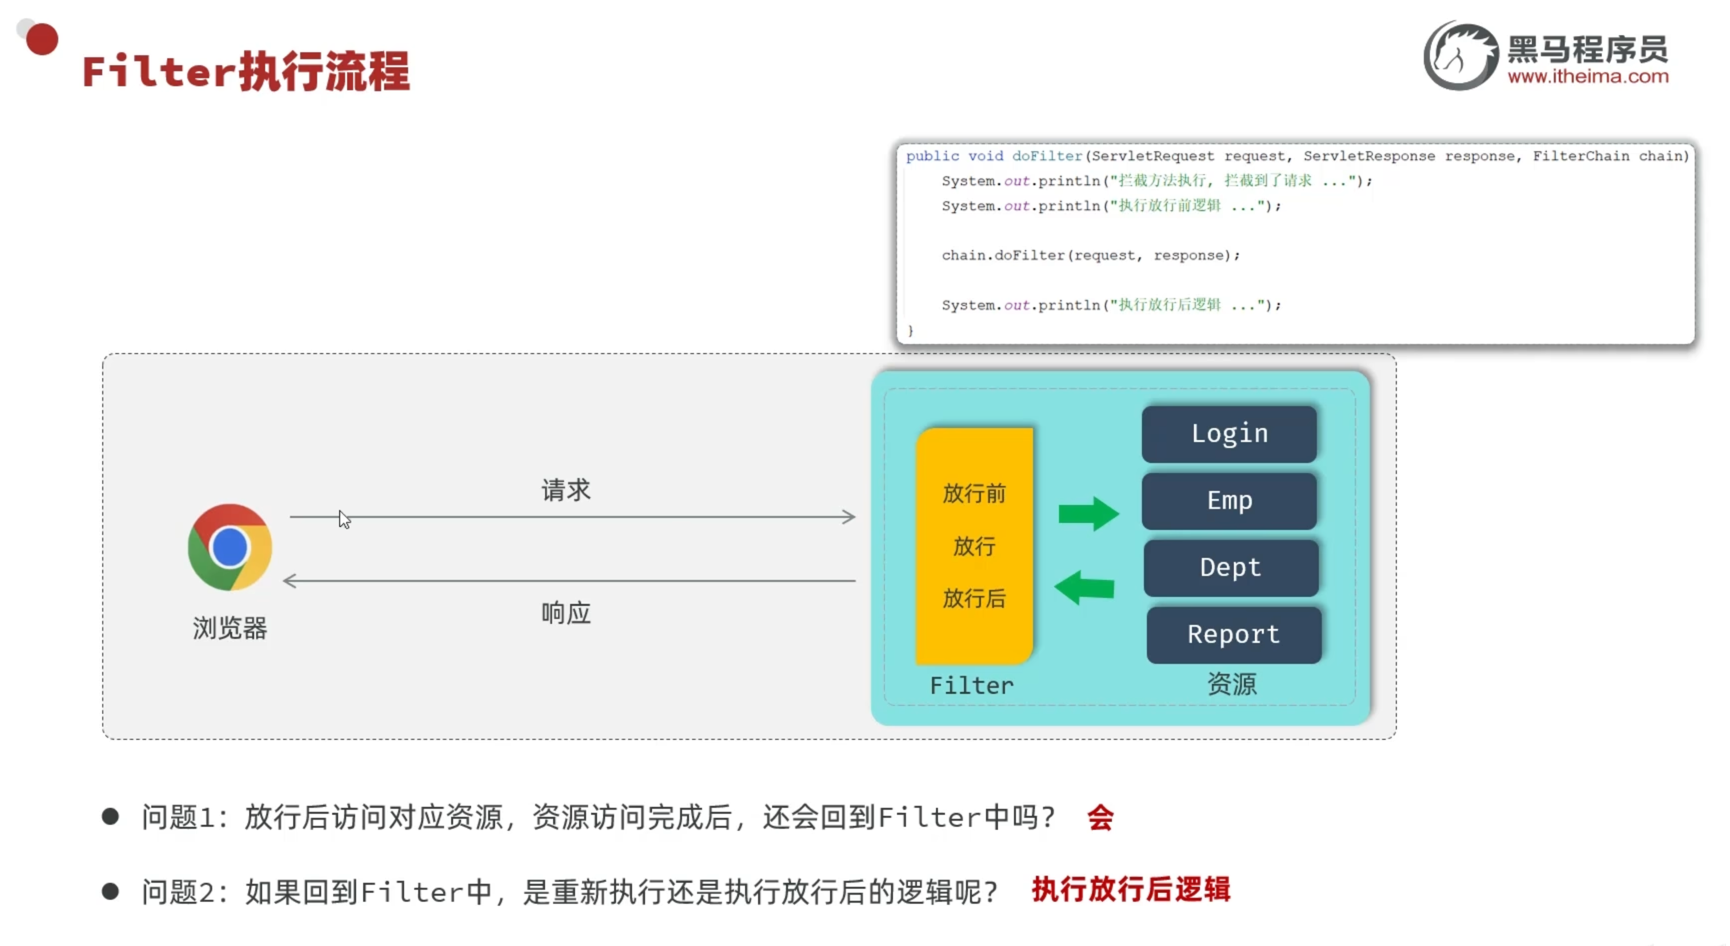 Filter执行流程
黑马程序员
www.itheima.com
public void doFilter(ServletRequest request, ServletResponse response, FilterChain chain)
System.out.println("拦截方法执行, 拦截到了请求 ...");
System.out.println("执行放行前逻辑 ...");
chain.doFilter(request, response);
System.out.println("执行放行后逻辑 ...");
}
请求
响应
浏览器
放行前
放行
放行后
Filter
Login
Emp
Dept
Report
资源
● 问题1：放行后访问对应资源，资源访问完成后，还会回到Filter中吗？ 会
● 问题2：如果回到Filter中，是重新执行还是执行放行后的逻辑呢？ 执行放行后逻辑